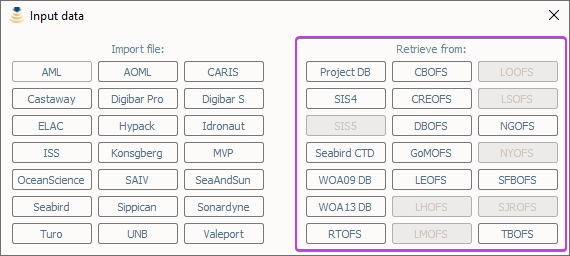 Input data
Import file: Retrieve from:
AML AOML CARIS Project DB CBOFS LOOFS
Castaway Digibar Pro Digibar S SIS4 CREOFS LSOFS
ELAC Hypack Idronaut SIS5 DBOFS NGOFS
ISS Konsgberg MVP Seabird CTD GoMOFS NYOFS
OceanScience SAIV SeaAndSun WOA09 DB LEOFS SFBOFS
Seabird Sippican Sonardyne WOA13 DB LHOFS SJROFS
Turo UNB Valeport RTOFS LMOFS TBOFS